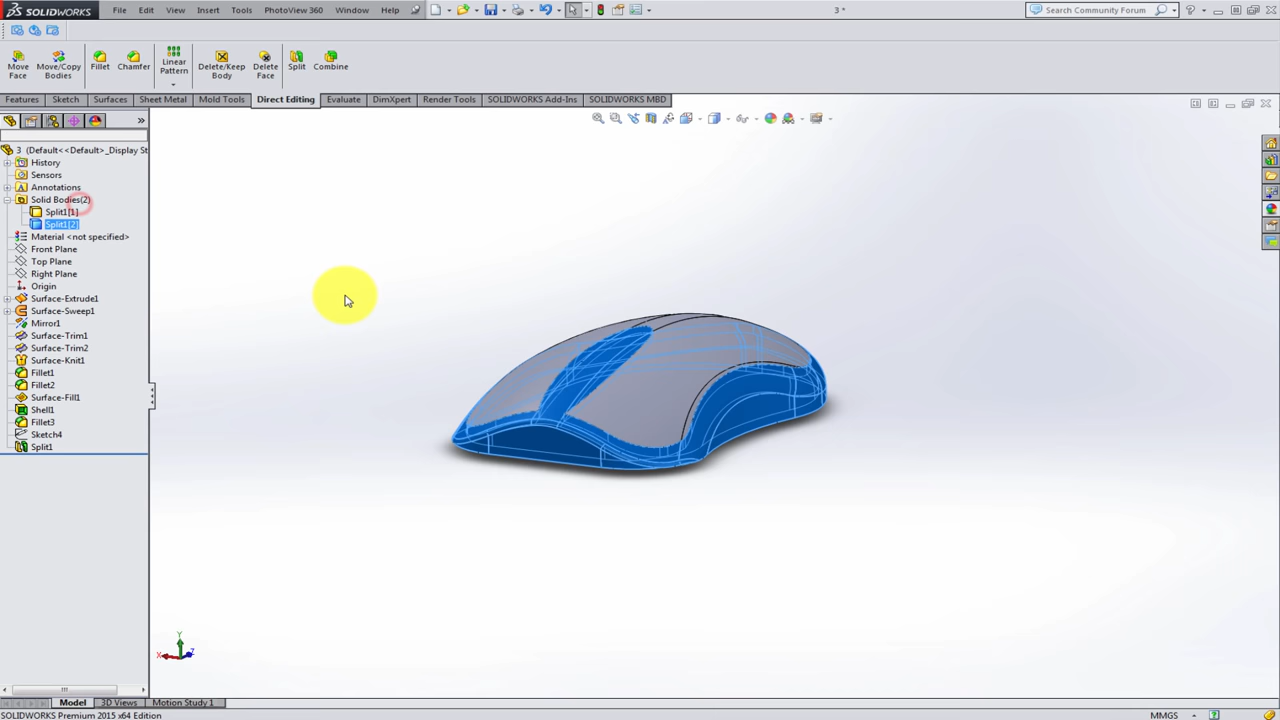 SOLIDWORKS File Edit View Insert Tools PhotoView 360 Window Help 3 * Search Community Forum
Move Face Move/Copy Bodies Fillet Chamfer Linear Pattern Delete/Keep Body Delete Face Split Combine
Features Sketch Surfaces Sheet Metal Mold Tools Direct Editing Evaluate DimXpert Render Tools SOLIDWORKS Add-Ins SOLIDWORKS MBD
3 (Default<<Default>_Display St
History
Sensors
Annotations
Solid Bodies(2)
Split1[1]
Split1[2]
Material <not specified>
Front Plane
Top Plane
Right Plane
Origin
Surface-Extrude1
Surface-Sweep1
Mirror1
Surface-Trim1
Surface-Trim2
Surface-Knit1
Fillet1
Fillet2
Surface-Fill1
Shell1
Fillet3
Sketch4
Split1
Y
X Z
Model 3D Views Motion Study 1
SOLIDWORKS Premium 2015 x64 Edition MMGS